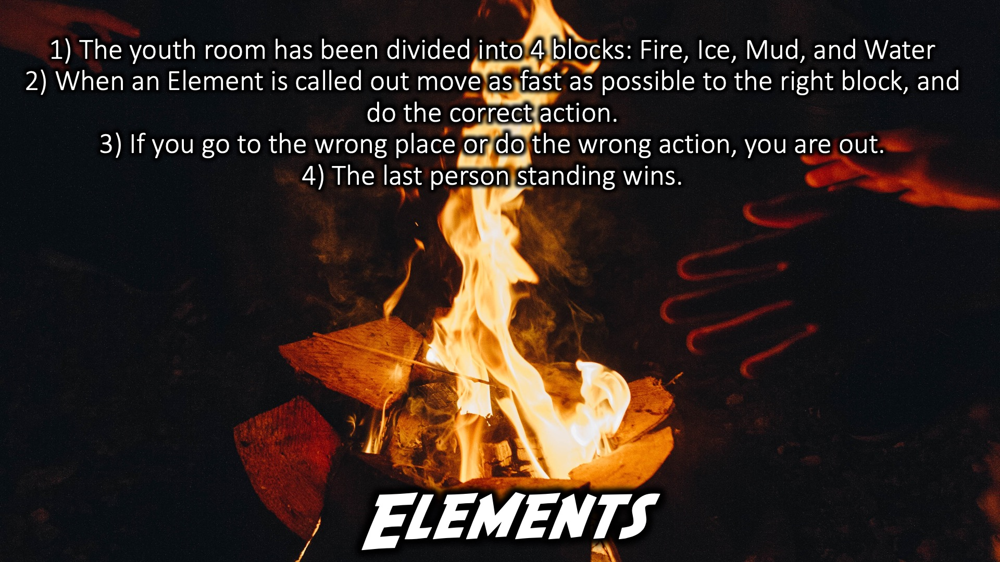 1) The youth room has been divided into 4 blocks: Fire, Ice, Mud, and Water
2) When an Element is called out move as fast as possible to the right block, and
do the correct action.
3) If you go to the wrong place or do the wrong action, you are out.
4) The last person standing wins.
ELEMENTS